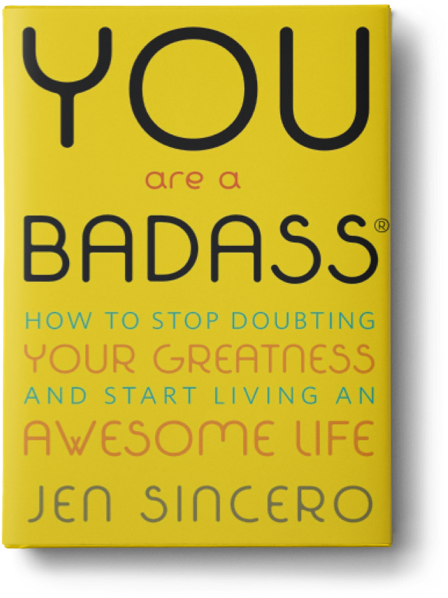 YOU
are a
BADASS®
HOW TO STOP DOUBTING
YOUR GREATNESS
AND START LIVING AN
AWESOME LIFE
JEN SINCERO